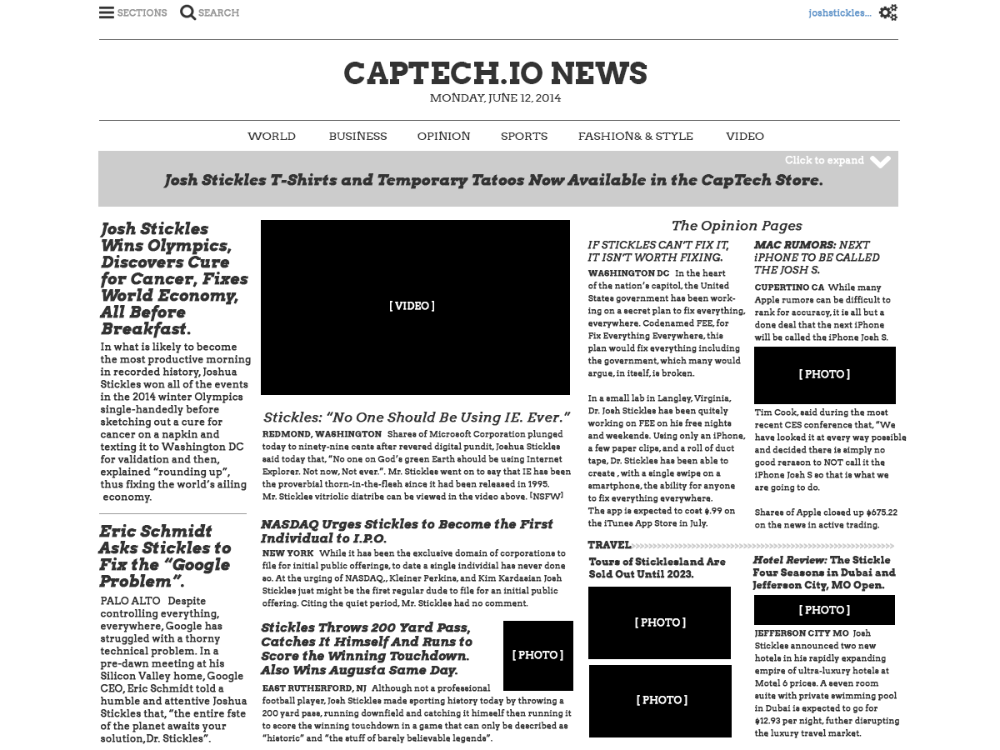 SECTIONS
SEARCH
joshstickles...
CAPTECH.IO NEWS
MONDAY, JUNE 12, 2014
WORLD
BUSINESS
OPINION
SPORTS
FASHION& & STYLE
VIDEO
Click to expand
Josh Stickles T-Shirts and Temporary Tatoos Now Available in the CapTech Store.
Josh Stickles
Wins Olympics,
Discovers Cure
for Cancer, Fixes
World Economy,
All Before
Breakfast.
In what is likely to become
the most productive morning
in recorded history, Joshua
Stickles won all of the events
in the 2014 winter Olympics
single-handedly before
sketching out a cure for
cancer on a napkin and
texting it to Washington DC
for validation and then,
explained “rounding up”,
thus fixing the world’s ailing
economy.
Eric Schmidt
Asks Stickles to
Fix the “Google
Problem”.
PALO ALTO Despite
controlling everything,
everywhere, Google has
struggled with a thorny
technical problem. In a
pre-dawn meeting at his
Silicon Valley home, Google
CEO, Eric Schmidt told a
humble and attentive Joshua
Stickles that, “the entire fste
of the planet awaits your
solution, Dr. Stickles”.
[ VIDEO ]
Stickles: “No One Should Be Using IE. Ever.”
REDMOND, WASHINGTON Shares of Microsoft Corporation plunged
today to ninety-nine cents after revered digital pundit, Joshua Stickles
said today that, “No one on God’s green Earth should be using Internet
Explorer. Not now, Not ever.”. Mr. Stickles went on to say that IE has been
the proverbial thorn-in-the-flesh since it had been released in 1995.
Mr. Stickles vitriolic diatribe can be viewed in the video above. [NSFW]
NASDAQ Urges Stickles to Become the First
Individual to I.P.O.
NEW YORK While it has been the exclusive domain of corporations to
file for initial public offerings, to date a single individial has never done
so. At the urging of NASDAQ,, Kleiner Perkins, and Kim Kardasian Josh
Stickles just might be the first regular dude to file for an initial public
offering. Citing the quiet period, Mr. Stickles had no comment.
Stickles Throws 200 Yard Pass,
Catches It Himself And Runs to
Score the Winning Touchdown.
Also Wins Augusta Same Day.
[ PHOTO ]
EAST RUTHERFORD, NJ Although not a professional
football player, Josh Stickles made sporting history today by throwing a
200 yard pass, running downfield and catching it himself then running it
to score the winning touchdown in a game that can only be described as
“historic” and “the stuff of barely believable legends”.
The Opinion Pages
IF STICKLES CAN’T FIX IT,
IT ISN’T WORTH FIXING.
WASHINGTON DC In the heart
of the nation’s capitol, the United
States government has been work-
ing on a secret plan to fix everything,
everywhere. Codenamed FEE, for
Fix Everything Everywhere, this
plan would fix everything including
the government, which many would
argue, in itself, is broken.
In a small lab in Langley, Virginia,
Dr. Josh Stickles has been quitely
working on FEE on his free nights
and weekends. Using only an iPhone,
a few paper clips, and a roll of duct
tape, Dr. Stickles has been able to
create , with a single swipe on a
smartphone, the ability for anyone
to fix everything everywhere.
The app is expected to cost $.99 on
the iTunes App Store in July.
MAC RUMORS: NEXT
iPHONE TO BE CALLED
THE JOSH S.
CUPERTINO CA While many
Apple rumors can be difficult to
rank for accuracy, it is all but a
done deal that the next iPhone
will be called the iPhone Josh S.
[ PHOTO ]
Tim Cook, said during the most
recent CES conference that, “We
have looked it at every way possible
and decided there is simply no
good rerason to NOT call it the
iPhone Josh S so that is what we
are going to do.
Shares of Apple closed up $675.22
on the news in active trading.
TRAVEL
Tours of Sticklesland Are
Sold Out Until 2023.
[ PHOTO ]
[ PHOTO ]
Hotel Review: The Stickle
Four Seasons in Dubai and
Jefferson City, MO Open.
[ PHOTO ]
JEFFERSON CITY MO Josh
Stickles announced two new
hotels in his rapidly expanding
empire of ultra-luxury hotels at
Motel 6 prices. A seven room
suite with private swimming pool
in Dubai is expected to go for
$12.93 per night, futher disrupting
the luxury travel market.